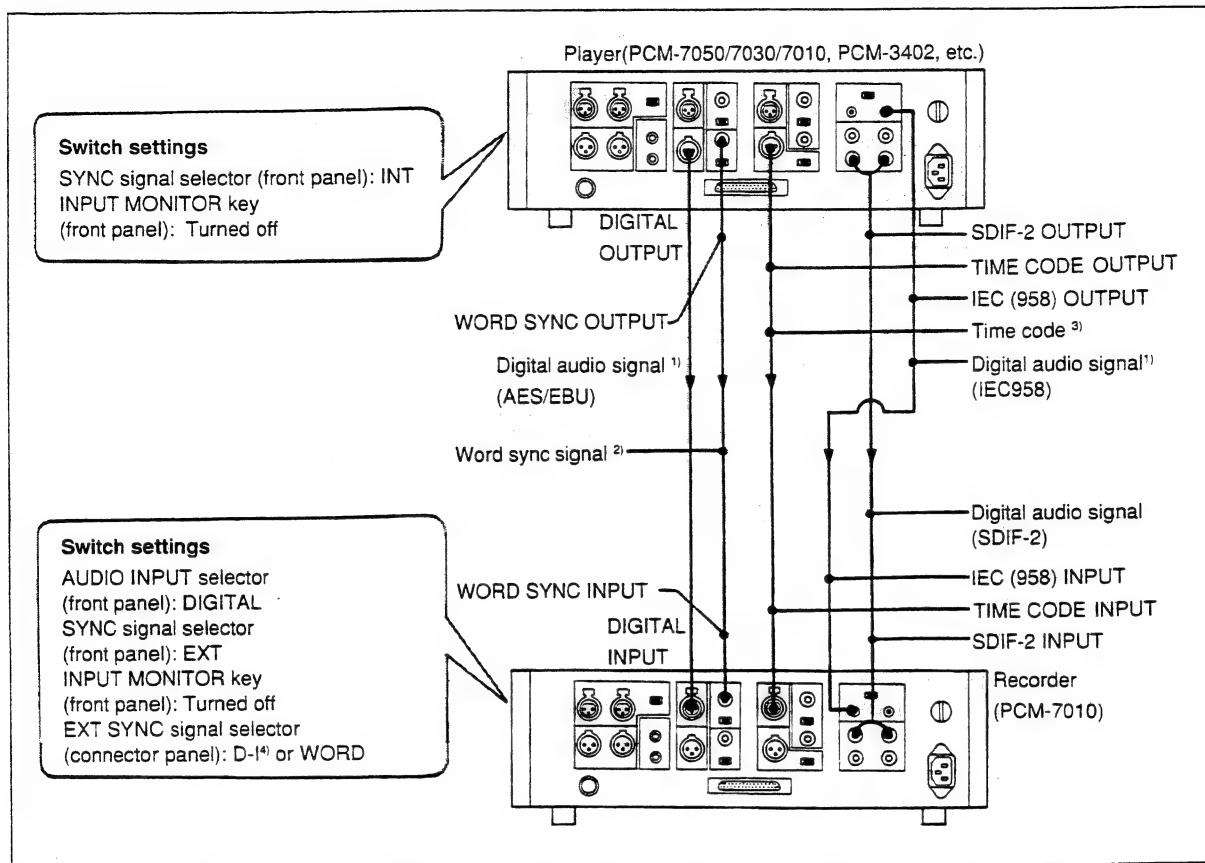 Player(PCM-7050/7030/7010, PCM-3402, etc.)
Switch settings
SYNC signal selector (front panel): INT
INPUT MONITOR key
(front panel): Turned off
DIGITAL
OUTPUT
WORD SYNC OUTPUT
Digital audio signal 1)
(AES/EBU)
Word sync signal 2)
SDIF-2 OUTPUT
TIME CODE OUTPUT
IEC (958) OUTPUT
Time code 3)
Digital audio signal1)
(IEC958)
Digital audio signal
(SDIF-2)
IEC (958) INPUT
TIME CODE INPUT
SDIF-2 INPUT
Switch settings
AUDIO INPUT selector
(front panel): DIGITAL
SYNC signal selector
(front panel): EXT
INPUT MONITOR key
(front panel): Turned off
EXT SYNC signal selector
(connector panel): D-I4) or WORD
WORD SYNC INPUT
DIGITAL
INPUT
Recorder
(PCM-7010)